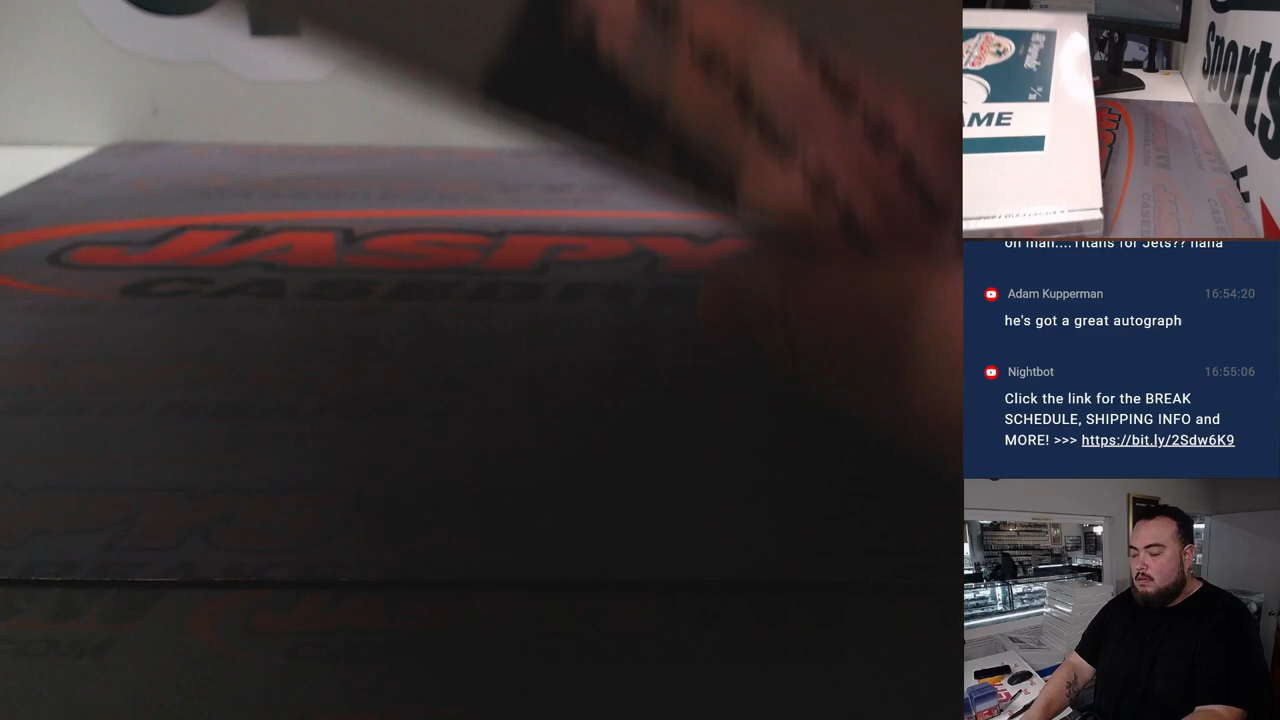 JASPY
CASEBRE
AME
Sports
oh man....Titans for Jets?? haha
Adam Kupperman 16:54:20
he's got a great autograph
Nightbot 16:55:06
Click the link for the BREAK
SCHEDULE, SHIPPING INFO and
MORE! >>> https://bit.ly/2Sdw6K9